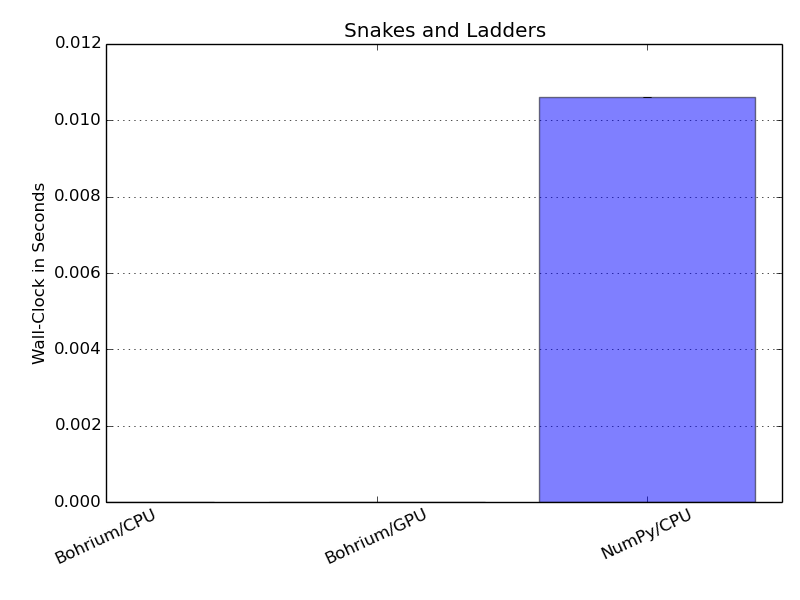 Snakes and Ladders
Wall-Clock in Seconds
0.012
0.010
0.008
0.006
0.004
0.002
0.000
Bohrium/CPU
Bohrium/GPU
NumPy/CPU